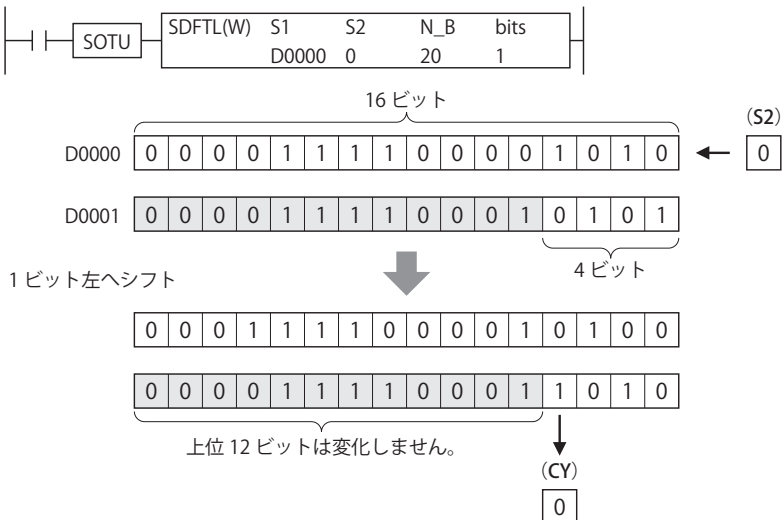 SOTU
SDFTL(W) S1 S2 N_B bits
D0000 0 20 1
16 ビット
(S2)
D0000 0 0 0 0 1 1 1 1 0 0 0 0 1 0 1 0 0
D0001 0 0 0 0 1 1 1 1 0 0 0 1 0 1 0 1
4 ビット
1 ビット左へシフト
0 0 0 1 1 1 1 0 0 0 0 1 0 1 0 0
0 0 0 0 1 1 1 1 0 0 0 1 1 0 1 0
上位 12 ビットは変化しません。
(CY)
0